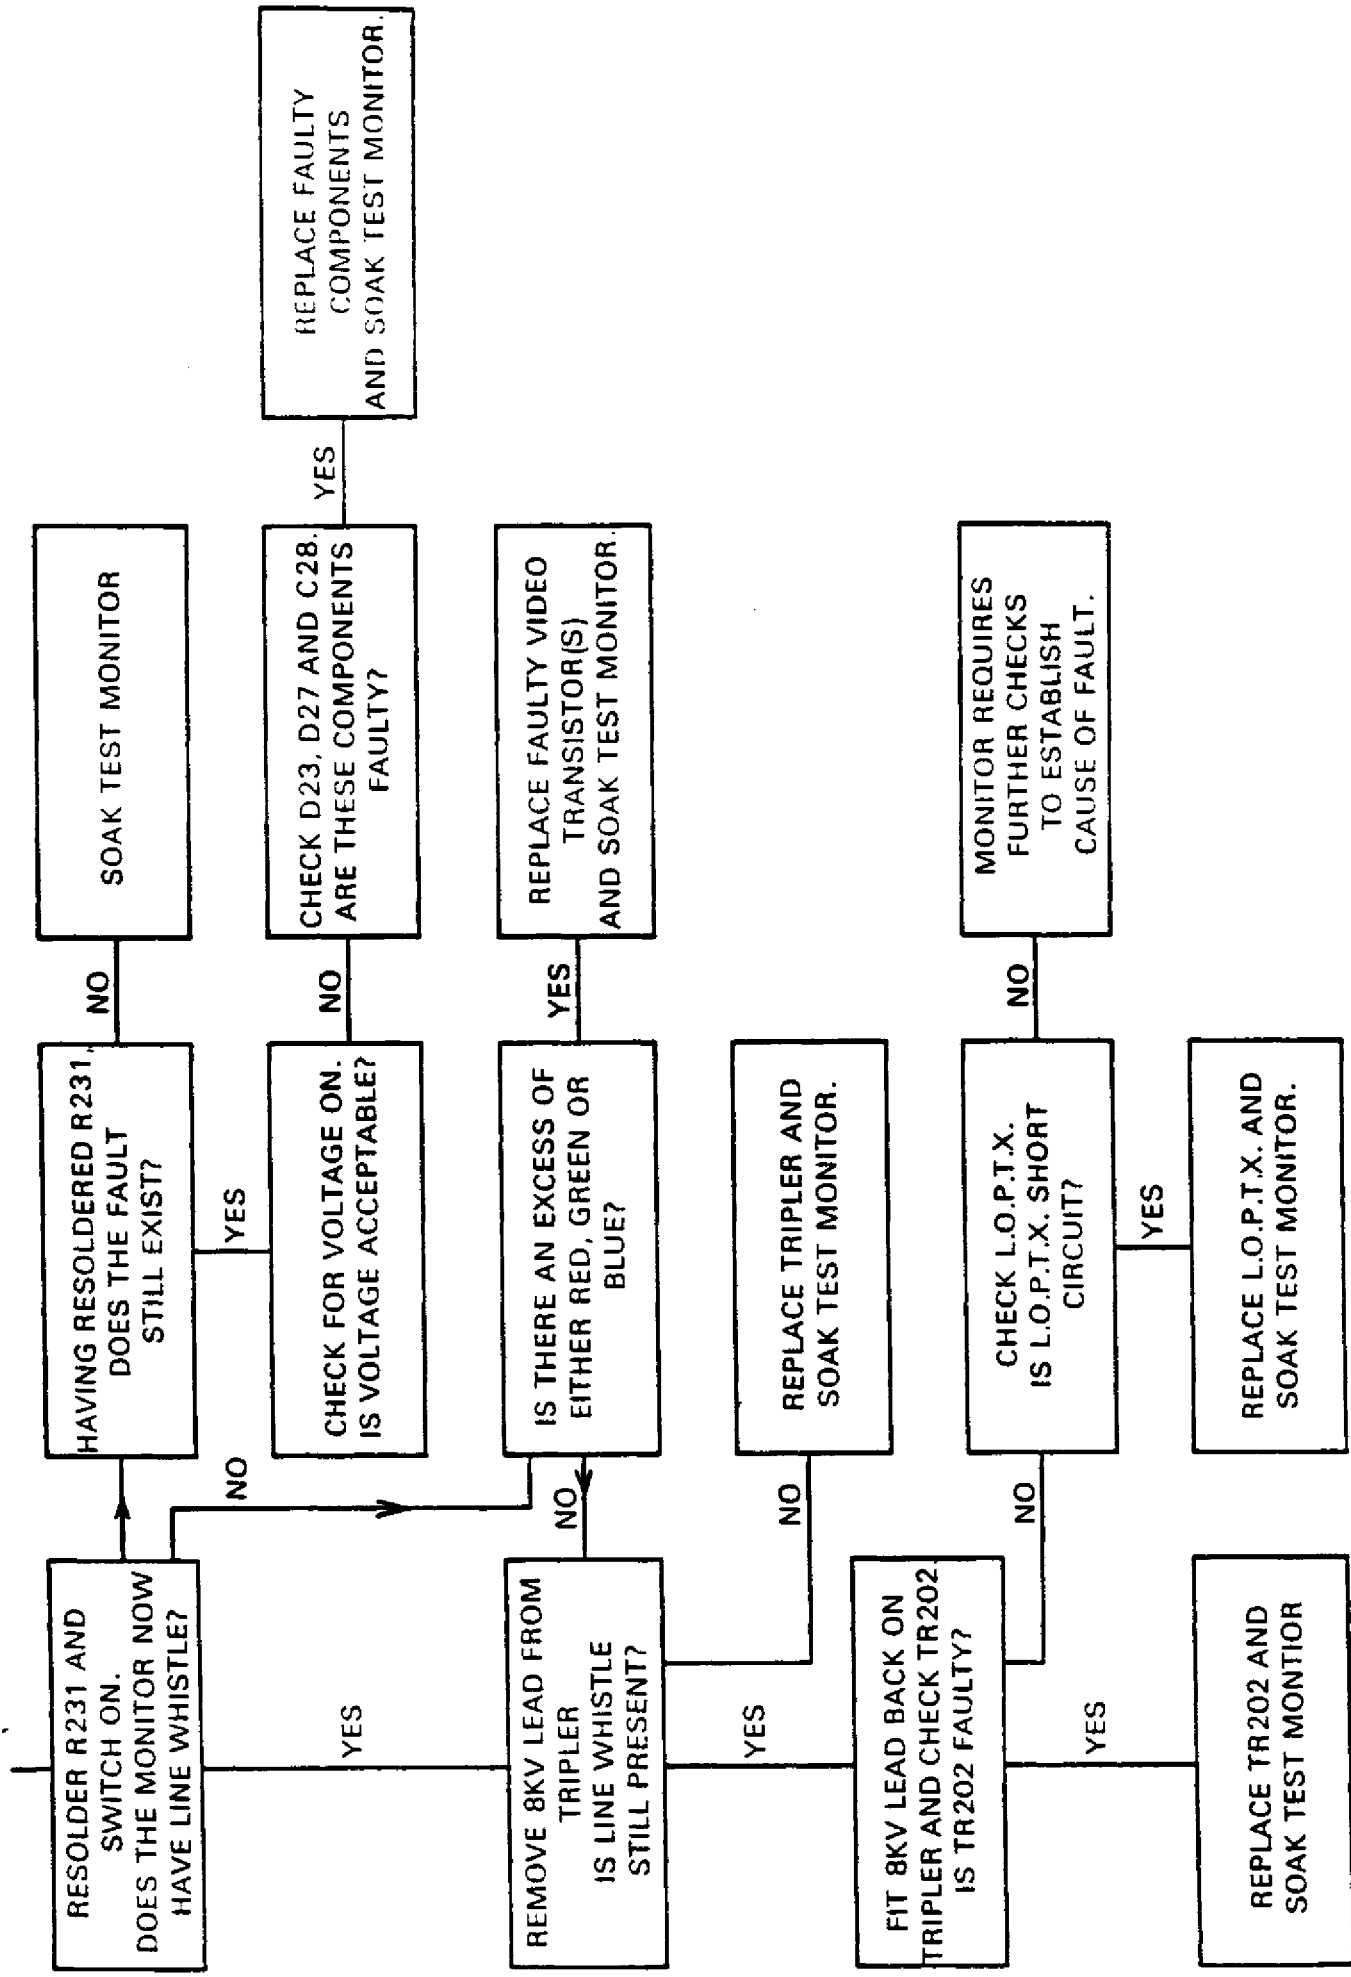 RESOLDER R231 AND
SWITCH ON.
DOES THE MONITOR NOW
HAVE LINE WHISTLE?
HAVING RESOLDERED R231,
DOES THE FAULT
STILL EXIST?
NO
SOAK TEST MONITOR
YES
CHECK FOR VOLTAGE ON.
IS VOLTAGE ACCEPTABLE?
NO
CHECK D23, D27 AND C28.
ARE THESE COMPONENTS
FAULTY?
YES
REPLACE FAULTY
COMPONENTS
AND SOAK TEST MONITOR.
NO
YES
IS THERE AN EXCESS OF
EITHER RED, GREEN OR
BLUE?
YES
REPLACE FAULTY VIDEO
TRANSISTOR(S)
AND SOAK TEST MONITOR.
NO
REMOVE 8KV LEAD FROM
TRIPLER
IS LINE WHISTLE
STILL PRESENT?
NO
REPLACE TRIPLER AND
SOAK TEST MONITOR.
YES
FIT 8KV LEAD BACK ON
TRIPLER AND CHECK TR202.
IS TR202 FAULTY?
NO
CHECK L.O.P.T.X.
IS L.O.P.T.X. SHORT
CIRCUIT?
NO
MONITOR REQUIRES
FURTHER CHECKS
TO ESTABLISH
CAUSE OF FAULT.
YES
REPLACE L.O.P.T.X. AND
SOAK TEST MONITOR.
YES
REPLACE TR202 AND
SOAK TEST MONTIOR